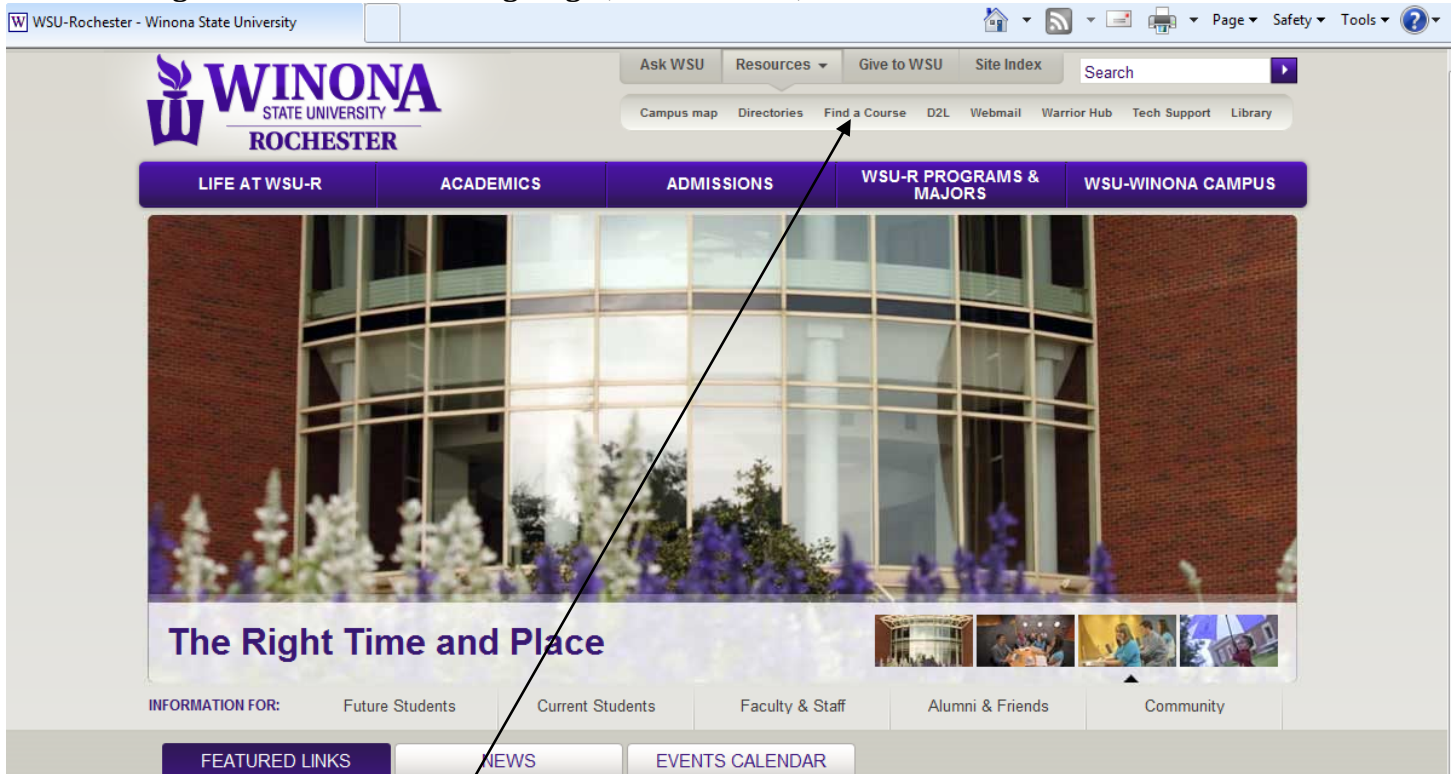 WSU-Rochester - Winona State University
Page Safety Tools
WINONA
STATE UNIVERSITY
ROCHESTER
Ask WSU Resources Give to WSU Site Index Search
Campus map Directories Find a Course D2L Webmail Warrior Hub Tech Support Library
LIFE AT WSU-R ACADEMICS ADMISSIONS WSU-R PROGRAMS & MAJORS WSU-WINONA CAMPUS
The Right Time and Place
INFORMATION FOR: Future Students Current Students Faculty & Staff Alumni & Friends Community
FEATURED LINKS NEWS EVENTS CALENDAR